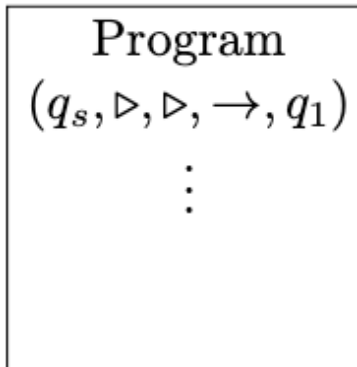 Program
(q_s, ▷, ▷, →, q_1)
⋮